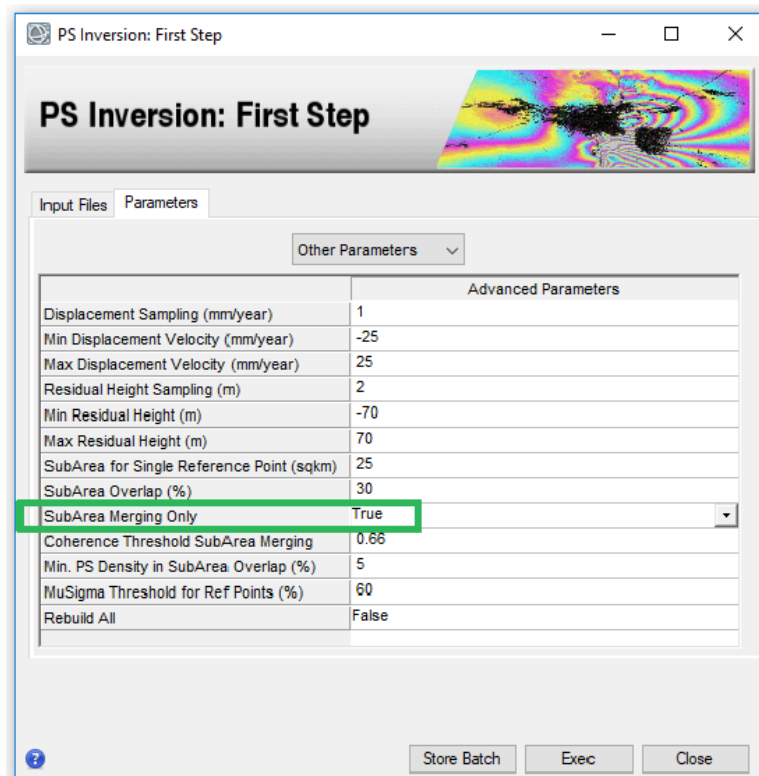 PS Inversion: First Step
PS Inversion: First Step
Input Files Parameters
Other Parameters
Advanced Parameters
Displacement Sampling (mm/year) 1
Min Displacement Velocity (mm/year) -25
Max Displacement Velocity (mm/year) 25
Residual Height Sampling (m) 2
Min Residual Height (m) -70
Max Residual Height (m) 70
SubArea for Single Reference Point (sqkm) 25
SubArea Overlap (%) 30
SubArea Merging Only True
Coherence Threshold SubArea Merging 0.66
Min. PS Density in SubArea Overlap (%) 5
MuSigma Threshold for Ref Points (%) 60
Rebuild All False
? Store Batch Exec Close